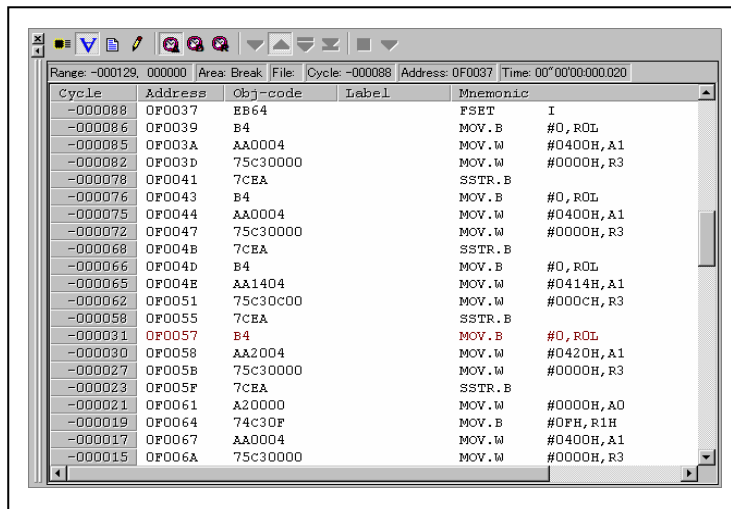 Range: -000129, 000000 Area: Break File: Cycle: -000088 Address: 0F0037 Time: 00"00'00:000.020
Cycle Address Obj-code Label Mnemonic
-000088 0F0037 EB64 FSET I
-000086 0F0039 B4 MOV.B #0,R0L
-000085 0F003A AA0004 MOV.W #0400H,A1
-000082 0F003D 75C30000 MOV.W #0000H,R3
-000078 0F0041 7CEA SSTR.B
-000076 0F0043 B4 MOV.B #0,R0L
-000075 0F0044 AA0004 MOV.W #0400H,A1
-000072 0F0047 75C30000 MOV.W #0000H,R3
-000068 0F004B 7CEA SSTR.B
-000066 0F004D B4 MOV.B #0,R0L
-000065 0F004E AA1404 MOV.W #0414H,A1
-000062 0F0051 75C30C00 MOV.W #000CH,R3
-000058 0F0055 7CEA SSTR.B
-000031 0F0057 B4 MOV.B #0,R0L
-000030 0F0058 AA2004 MOV.W #0420H,A1
-000027 0F005B 75C30000 MOV.W #0000H,R3
-000023 0F005F 7CEA SSTR.B
-000021 0F0061 A20000 MOV.W #0000H,A0
-000019 0F0064 74C30F MOV.B #0FH,R1H
-000017 0F0067 AA0004 MOV.W #0400H,A1
-000015 0F006A 75C30000 MOV.W #0000H,R3